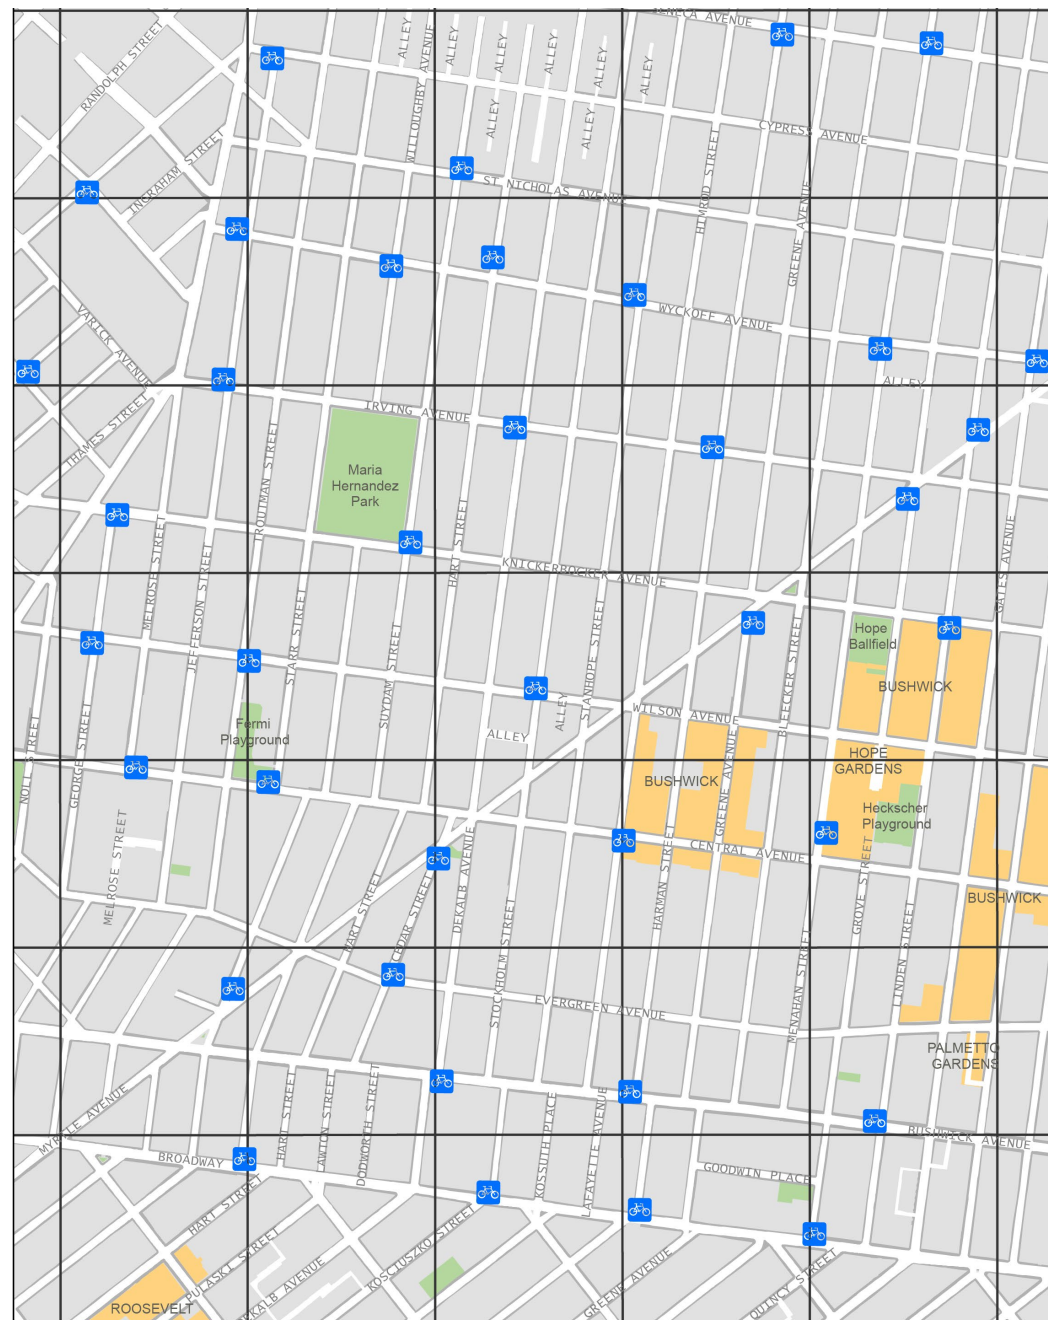 SENECA AVENUE
RANDOLPH STREET
ALLEY
WILLOUGHBY AVENUE
ALLEY
ALLEY
ALLEY
ALLEY
ALLEY
ALLEY
ALLEY
CYPRESS AVENUE
INGRAHAM STREET
HIMROD STREET
ST NICHOLAS AVENUE
GREENE AVENUE
VARICK AVENUE
WYCKOFF AVENUE
ALLEY
THAMES STREET
IRVING AVENUE
Maria
Hernandez
Park
TROUTMAN STREET
HART STREET
MELROSE STREET
JEFFERSON STREET
KNICKERBOCKER AVENUE
GATES AVENUE
STARR STREET
SUYDAM STREET
STANHOPE STREET
BLEECKER STREET
Hope
Ballfield
BUSHWICK
ALLEY
WILSON AVENUE
NOLL STREET
GEORGE STREET
Fermi
Playground
ALLEY
GREENE AVENUE
HOPE
GARDENS
BUSHWICK
Heckscher
Playground
MELROSE STREET
CENTRAL AVENUE
HART STREET
CEDAR STREET
DEKALB AVENUE
HARMAN STREET
GROVE STREET
BUSHWICK
STOCKHOLM STREET
MENAHAN STREET
LINDEN STREET
EVERGREEN AVENUE
PALMETTO
GARDENS
MYRTLE AVENUE
HART STREET
LAWTON STREET
DODWORTH STREET
KOSSUTH PLACE
LAFAYETTE AVENUE
BUSHWICK AVENUE
BROADWAY
GOODWIN PLACE
HART STREET
PULASKI STREET
DEKALB AVENUE
KOSCIUSZKO STREET
GREENE AVENUE
QUINCY STREET
ROOSEVELT